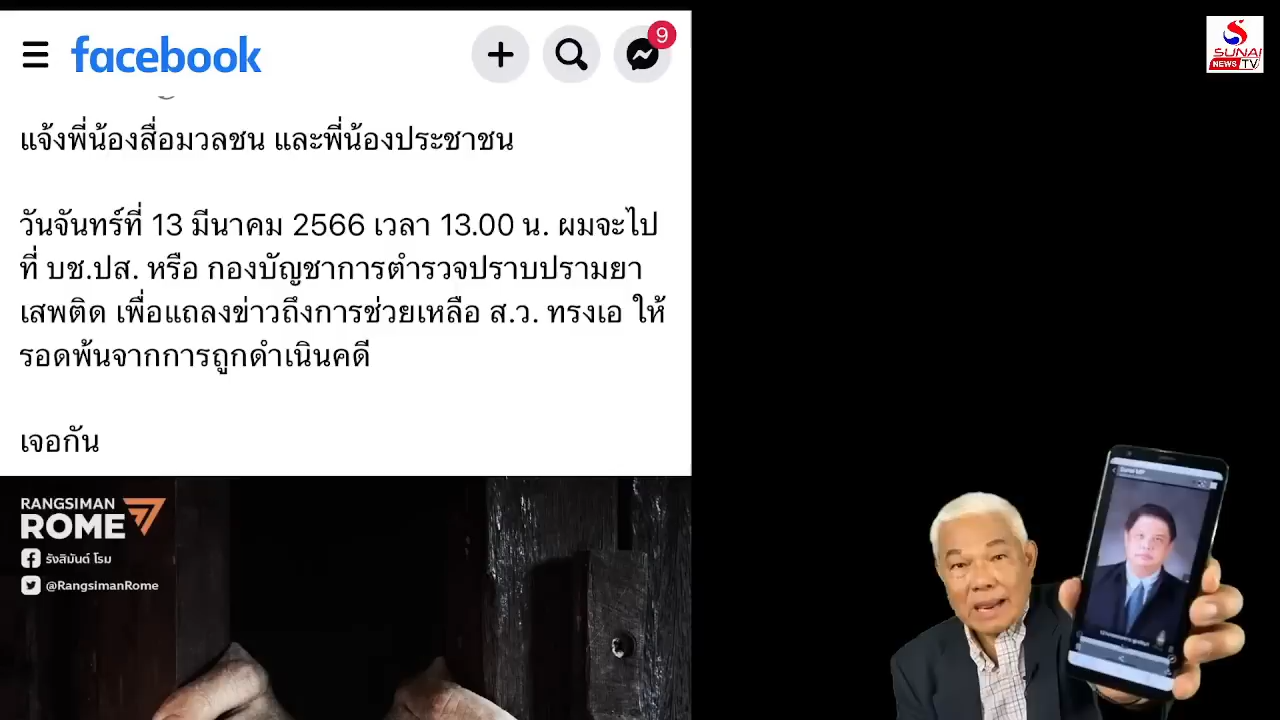 facebook
9
SUNAI
NEWS TV
แจ้งพี่น้องสื่อมวลชน และพี่น้องประชาชน
วันจันทร์ที่ 13 มีนาคม 2566 เวลา 13.00 น. ผมจะไป
ที่ บช.ปส. หรือ กองบัญชาการตำรวจปราบปรามยา
เสพติด เพื่อแถลงข่าวถึงการช่วยเหลือ ส.ว. ทรงเอ ให้
รอดพ้นจากการถูกดำเนินคดี
เจอกัน
RANGSIMAN
ROME
รังสิมันต์ โรม
@RangsimanRome